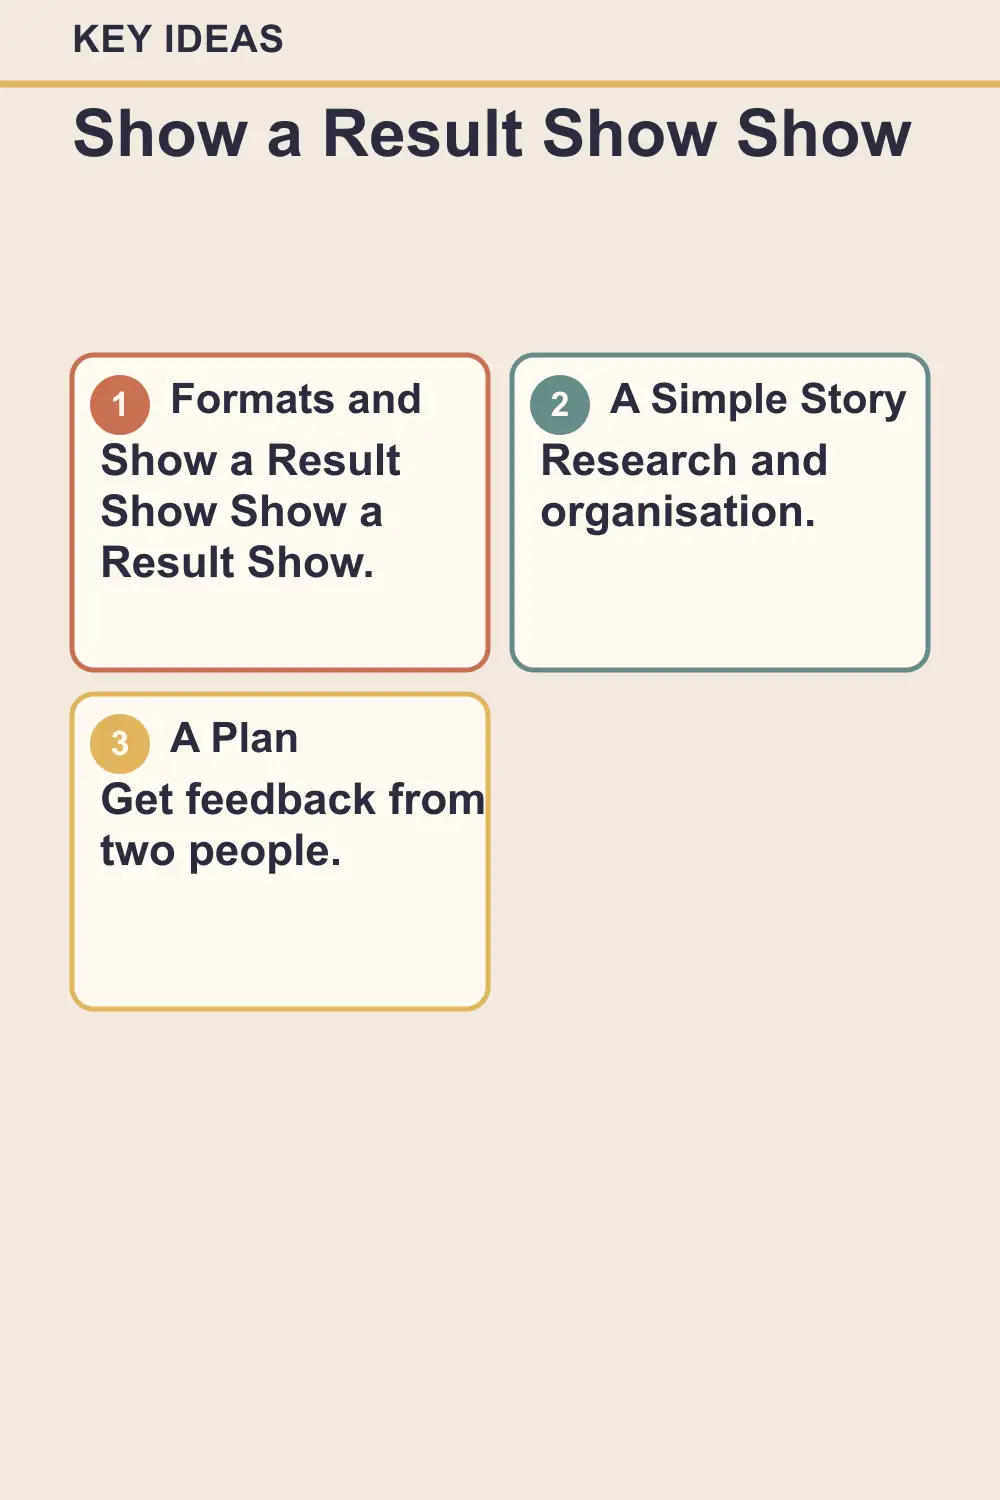 KEY IDEAS
Show a Result Show Show
1 Formats and
Show a Result
Show Show a
Result Show.
2 A Simple Story
Research and
organisation.
3 A Plan
Get feedback from
two people.